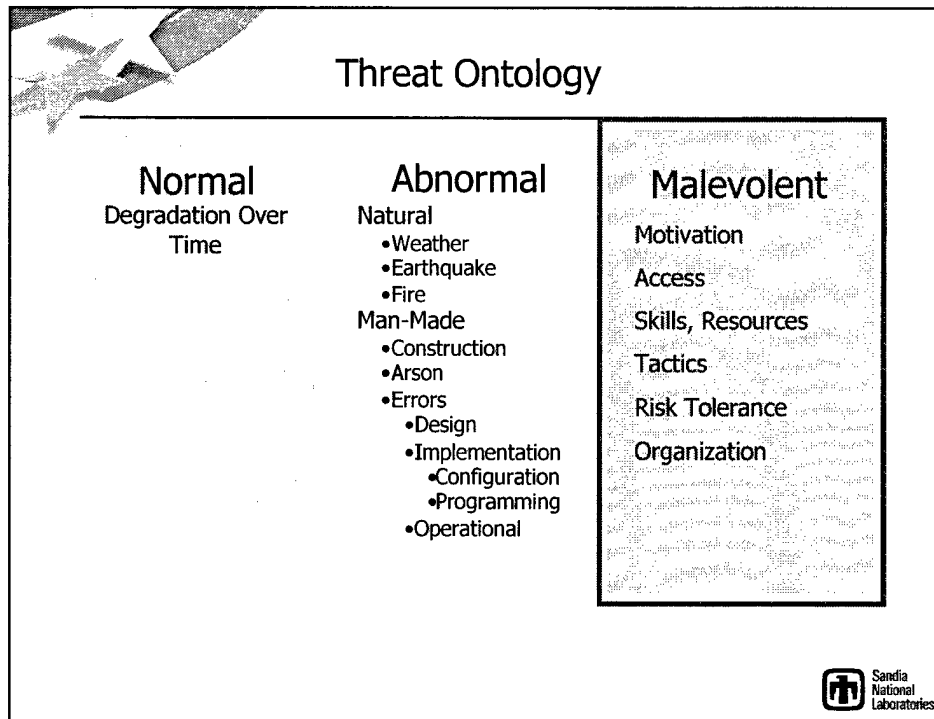 Threat Ontology
Normal
Degradation Over
Time
Abnormal
Natural
•Weather
•Earthquake
•Fire
Man-Made
•Construction
•Arson
•Errors
•Design
•Implementation
•Configuration
•Programming
•Operational
Malevolent
Motivation
Access
Skills, Resources
Tactics
Risk Tolerance
Organization
Sandia
National
Laboratories